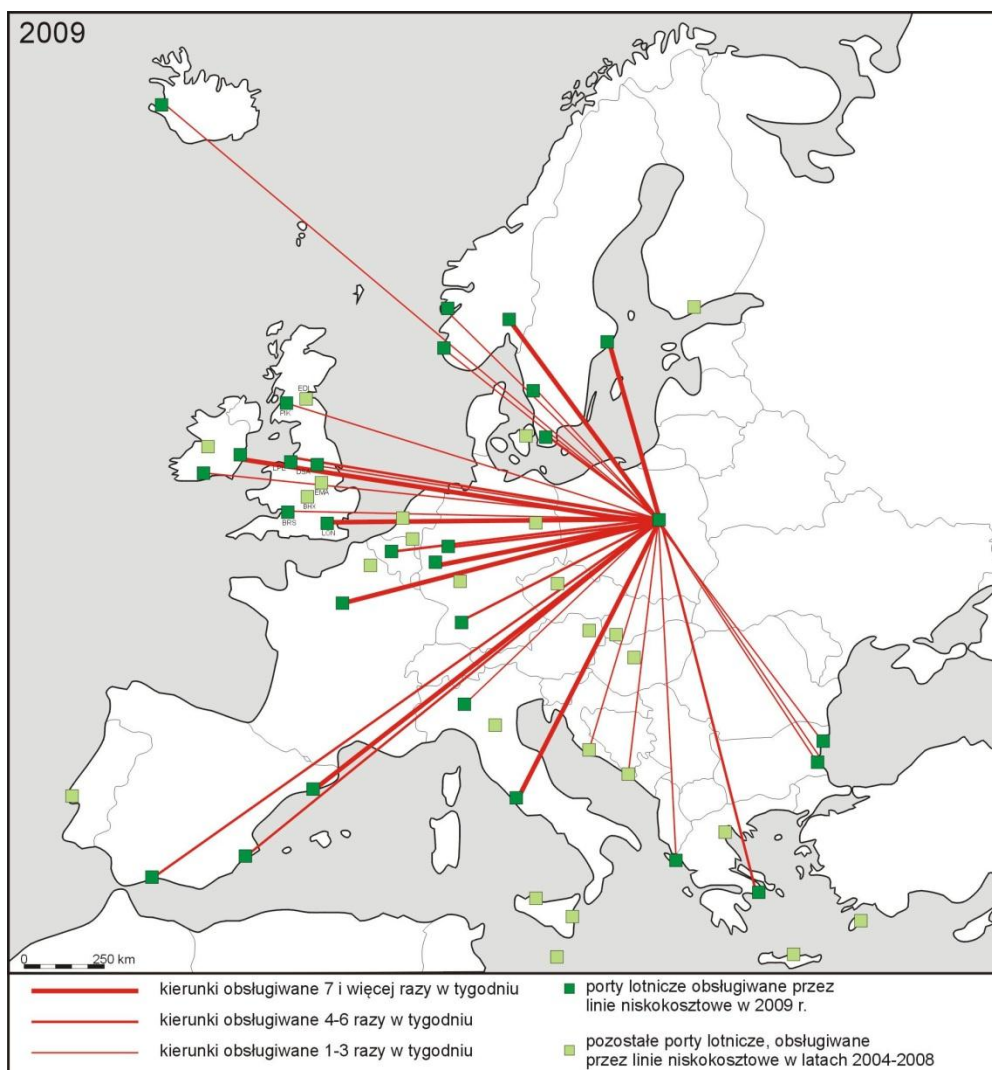 2009
EDI
PIK
LPL
DSA
EMA
BHX
BRS
LON
0 250 km
kierunki obsługiwane 7 i więcej razy w tygodniu
kierunki obsługiwane 4-6 razy w tygodniu
kierunki obsługiwane 1-3 razy w tygodniu
porty lotnicze obsługiwane przez
linie niskokosztowe w 2009 r.
pozostałe porty lotnicze, obsługiwane
przez linie niskokosztowe w latach 2004-2008